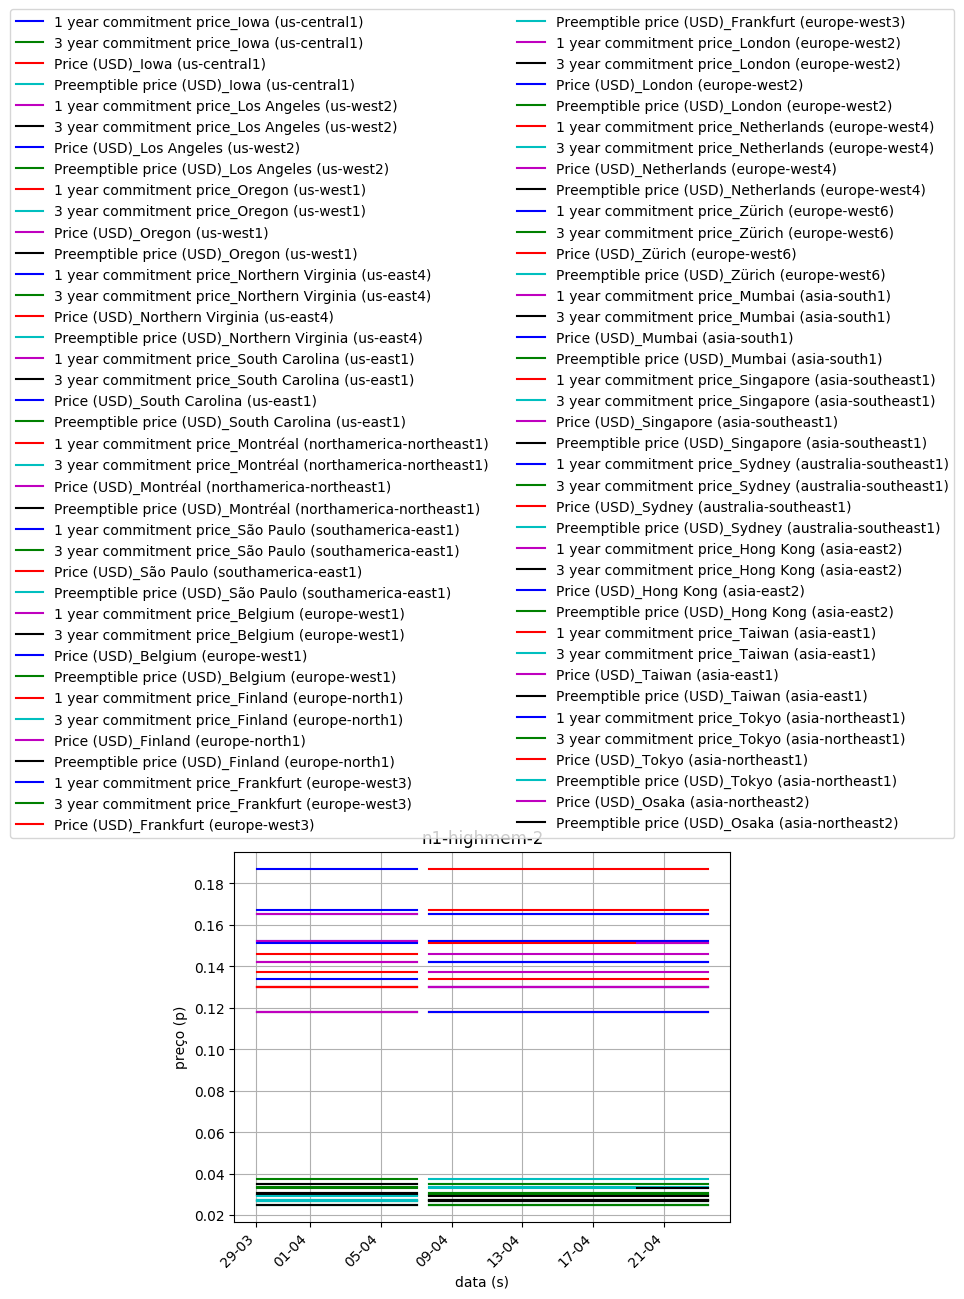 1 year commitment price_Iowa (us-central1)
3 year commitment price_Iowa (us-central1)
Price (USD)_Iowa (us-central1)
Preemptible price (USD)_Iowa (us-central1)
1 year commitment price_Los Angeles (us-west2)
3 year commitment price_Los Angeles (us-west2)
Price (USD)_Los Angeles (us-west2)
Preemptible price (USD)_Los Angeles (us-west2)
1 year commitment price_Oregon (us-west1)
3 year commitment price_Oregon (us-west1)
Price (USD)_Oregon (us-west1)
Preemptible price (USD)_Oregon (us-west1)
1 year commitment price_Northern Virginia (us-east4)
3 year commitment price_Northern Virginia (us-east4)
Price (USD)_Northern Virginia (us-east4)
Preemptible price (USD)_Northern Virginia (us-east4)
1 year commitment price_South Carolina (us-east1)
3 year commitment price_South Carolina (us-east1)
Price (USD)_South Carolina (us-east1)
Preemptible price (USD)_South Carolina (us-east1)
1 year commitment price_Montréal (northamerica-northeast1)
3 year commitment price_Montréal (northamerica-northeast1)
Price (USD)_Montréal (northamerica-northeast1)
Preemptible price (USD)_Montréal (northamerica-northeast1)
1 year commitment price_São Paulo (southamerica-east1)
3 year commitment price_São Paulo (southamerica-east1)
Price (USD)_São Paulo (southamerica-east1)
Preemptible price (USD)_São Paulo (southamerica-east1)
1 year commitment price_Belgium (europe-west1)
3 year commitment price_Belgium (europe-west1)
Price (USD)_Belgium (europe-west1)
Preemptible price (USD)_Belgium (europe-west1)
1 year commitment price_Finland (europe-north1)
3 year commitment price_Finland (europe-north1)
Price (USD)_Finland (europe-north1)
Preemptible price (USD)_Finland (europe-north1)
1 year commitment price_Frankfurt (europe-west3)
3 year commitment price_Frankfurt (europe-west3)
Price (USD)_Frankfurt (europe-west3)
Preemptible price (USD)_Frankfurt (europe-west3)
1 year commitment price_London (europe-west2)
3 year commitment price_London (europe-west2)
Price (USD)_London (europe-west2)
Preemptible price (USD)_London (europe-west2)
1 year commitment price_Netherlands (europe-west4)
3 year commitment price_Netherlands (europe-west4)
Price (USD)_Netherlands (europe-west4)
Preemptible price (USD)_Netherlands (europe-west4)
1 year commitment price_Zürich (europe-west6)
3 year commitment price_Zürich (europe-west6)
Price (USD)_Zürich (europe-west6)
Preemptible price (USD)_Zürich (europe-west6)
1 year commitment price_Mumbai (asia-south1)
3 year commitment price_Mumbai (asia-south1)
Price (USD)_Mumbai (asia-south1)
Preemptible price (USD)_Mumbai (asia-south1)
1 year commitment price_Singapore (asia-southeast1)
3 year commitment price_Singapore (asia-southeast1)
Price (USD)_Singapore (asia-southeast1)
Preemptible price (USD)_Singapore (asia-southeast1)
1 year commitment price_Sydney (australia-southeast1)
3 year commitment price_Sydney (australia-southeast1)
Price (USD)_Sydney (australia-southeast1)
Preemptible price (USD)_Sydney (australia-southeast1)
1 year commitment price_Hong Kong (asia-east2)
3 year commitment price_Hong Kong (asia-east2)
Price (USD)_Hong Kong (asia-east2)
Preemptible price (USD)_Hong Kong (asia-east2)
1 year commitment price_Taiwan (asia-east1)
3 year commitment price_Taiwan (asia-east1)
Price (USD)_Taiwan (asia-east1)
Preemptible price (USD)_Taiwan (asia-east1)
1 year commitment price_Tokyo (asia-northeast1)
3 year commitment price_Tokyo (asia-northeast1)
Price (USD)_Tokyo (asia-northeast1)
Preemptible price (USD)_Tokyo (asia-northeast1)
Price (USD)_Osaka (asia-northeast2)
Preemptible price (USD)_Osaka (asia-northeast2)
n1-highmem-2
0.18
0.16
0.14
0.12
0.10
0.08
0.06
0.04
0.02
preço (p)
29-03
01-04
05-04
09-04
13-04
17-04
21-04
data (s)